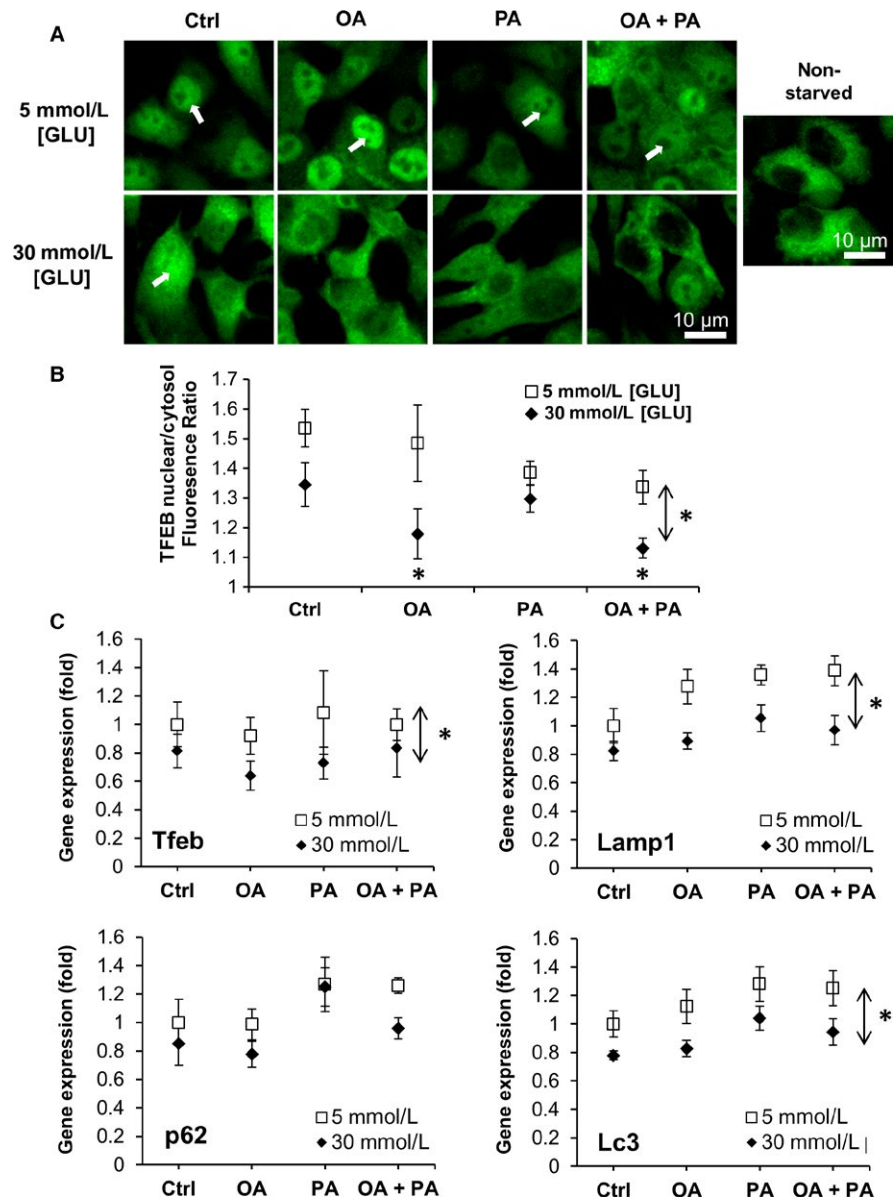 Ctrl OA PA OA + PA
A
Non-
starved
5 mmol/L
[GLU]
30 mmol/L
[GLU]
10 µm
10 µm
B
TFEB nuclear/cytosol
Fluoresence Ratio
1.7
1.6
1.5
1.4
1.3
1.2
1.1
1
5 mmol/L [GLU]
30 mmol/L [GLU]
*
* *
Ctrl OA PA OA + PA
C
Gene expression (fold)
1.6
1.4
1.2
1
0.8
0.6
0.4
0.2
0
*
Tfeb
5 mmol/L
30 mmol/L
Ctrl OA PA OA + PA
Gene expression (fold)
1.6
1.4
1.2
1
0.8
0.6
0.4
0.2
0
*
Lamp1
5 mmol/L
30 mmol/L
Ctrl OA PA OA + PA
Gene expression (fold)
1.6
1.4
1.2
1
0.8
0.6
0.4
0.2
0
p62
5 mmol/L
30 mmol/L
Ctrl OA PA OA + PA
Gene expression (fold)
1.6
1.4
1.2
1
0.8
0.6
0.4
0.2
0
*
Lc3
5 mmol/L
30 mmol/L
Ctrl OA PA OA + PA